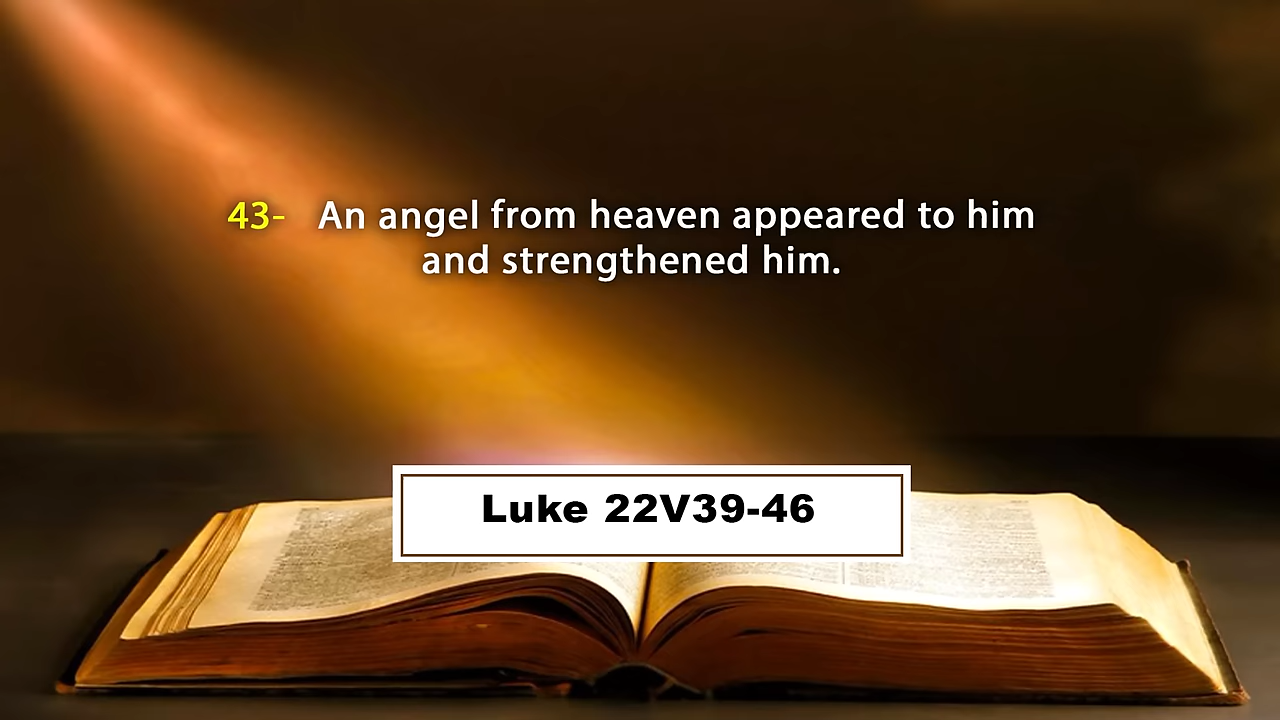 43- An angel from heaven appeared to him
and strengthened him.
Luke 22V39-46